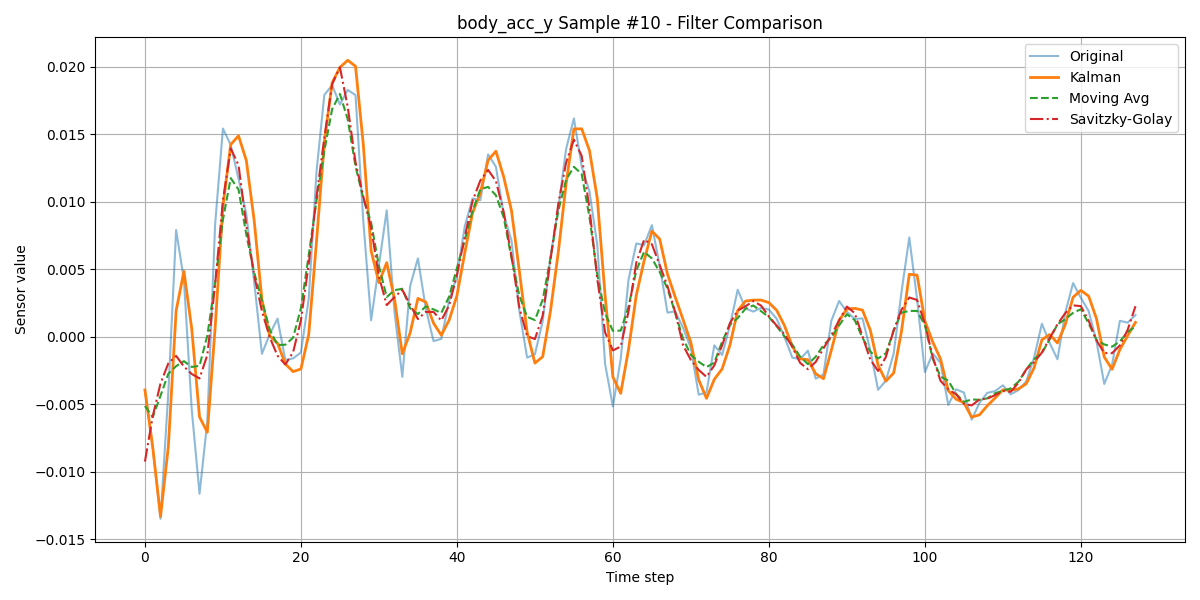 body_acc_y Sample #10 - Filter Comparison
Original
Kalman
Moving Avg
Savitzky-Golay
0.020
0.015
0.010
0.005
0.000
−0.005
−0.010
−0.015
Sensor value
0 20 40 60 80 100 120
Time step